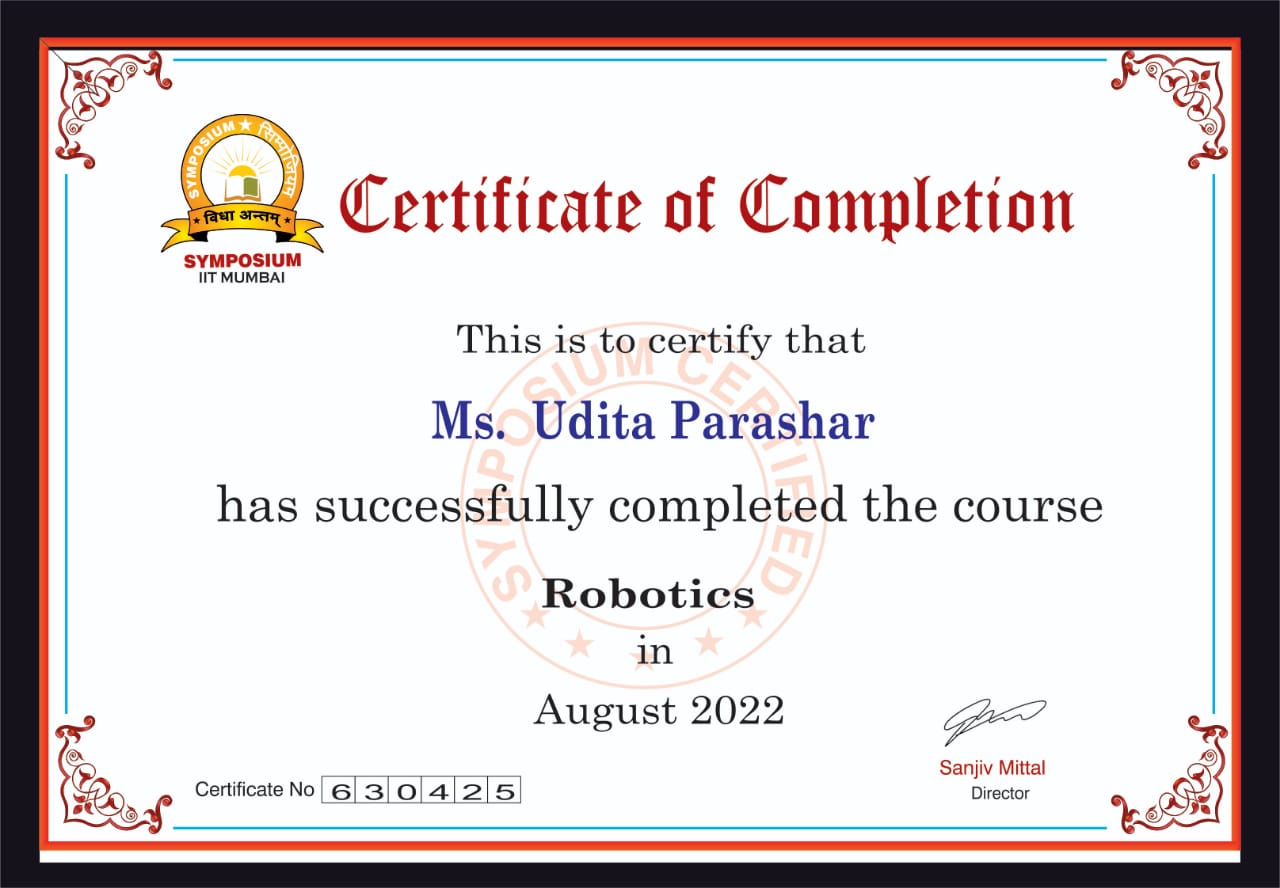 SYMPOSIUM ★ सिम्पोजियम
★ विधा अन्तम् ★
SYMPOSIUM
IIT MUMBAI
Certificate of Completion
This is to certify that
Ms. Udita Parashar
has successfully completed the course
Robotics
in
August 2022
SYMPOSIUM CERTIFIED
Sanjiv Mittal
Director
Certificate No 630425